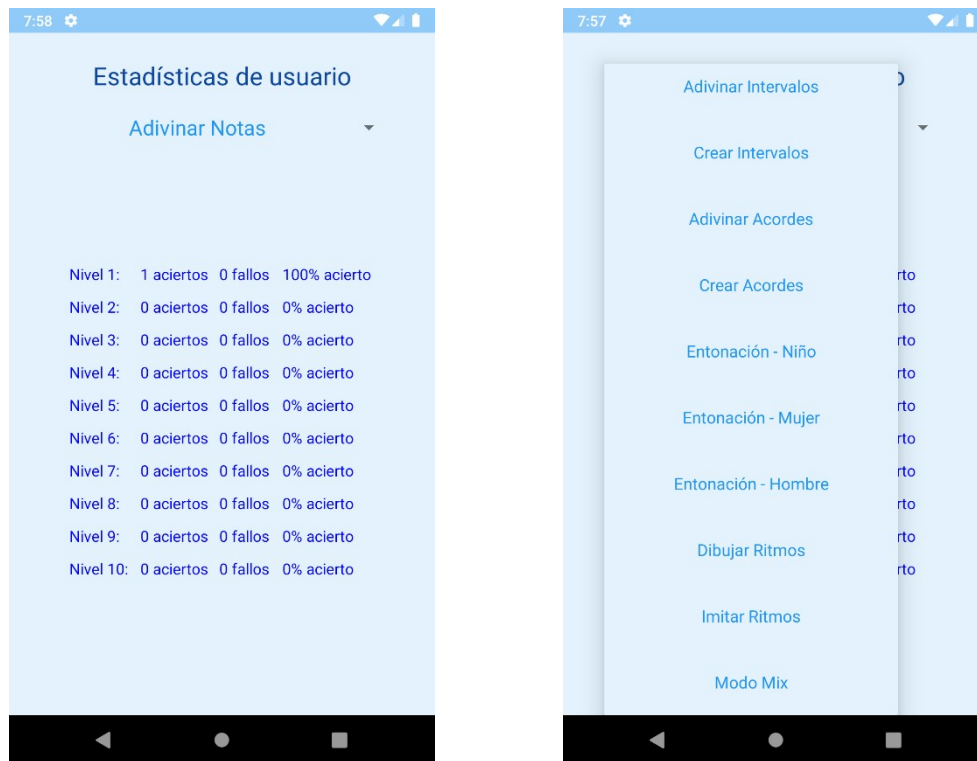 7:58
Estadísticas de usuario
Adivinar Notas
Nivel 1: 1 aciertos 0 fallos 100% acierto
Nivel 2: 0 aciertos 0 fallos 0% acierto
Nivel 3: 0 aciertos 0 fallos 0% acierto
Nivel 4: 0 aciertos 0 fallos 0% acierto
Nivel 5: 0 aciertos 0 fallos 0% acierto
Nivel 6: 0 aciertos 0 fallos 0% acierto
Nivel 7: 0 aciertos 0 fallos 0% acierto
Nivel 8: 0 aciertos 0 fallos 0% acierto
Nivel 9: 0 aciertos 0 fallos 0% acierto
Nivel 10: 0 aciertos 0 fallos 0% acierto
7:57
Adivinar Intervalos
Crear Intervalos
Adivinar Acordes
Crear Acordes
Entonación - Niño
Entonación - Mujer
Entonación - Hombre
Dibujar Ritmos
Imitar Ritmos
Modo Mix